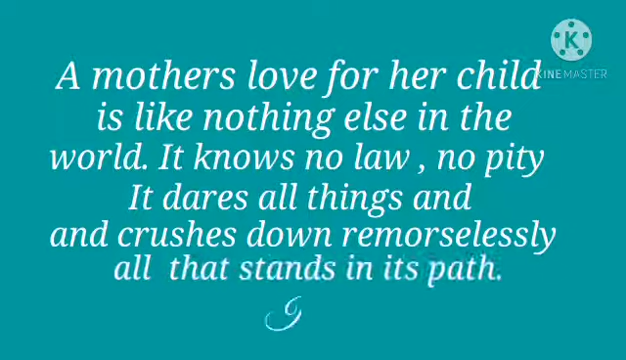 A mothers love for her child
is like nothing else in the
world. It knows no law , no pity
It dares all things and
and crushes down remorselessly
all that stands in its path.
I
K
KINEMASTER